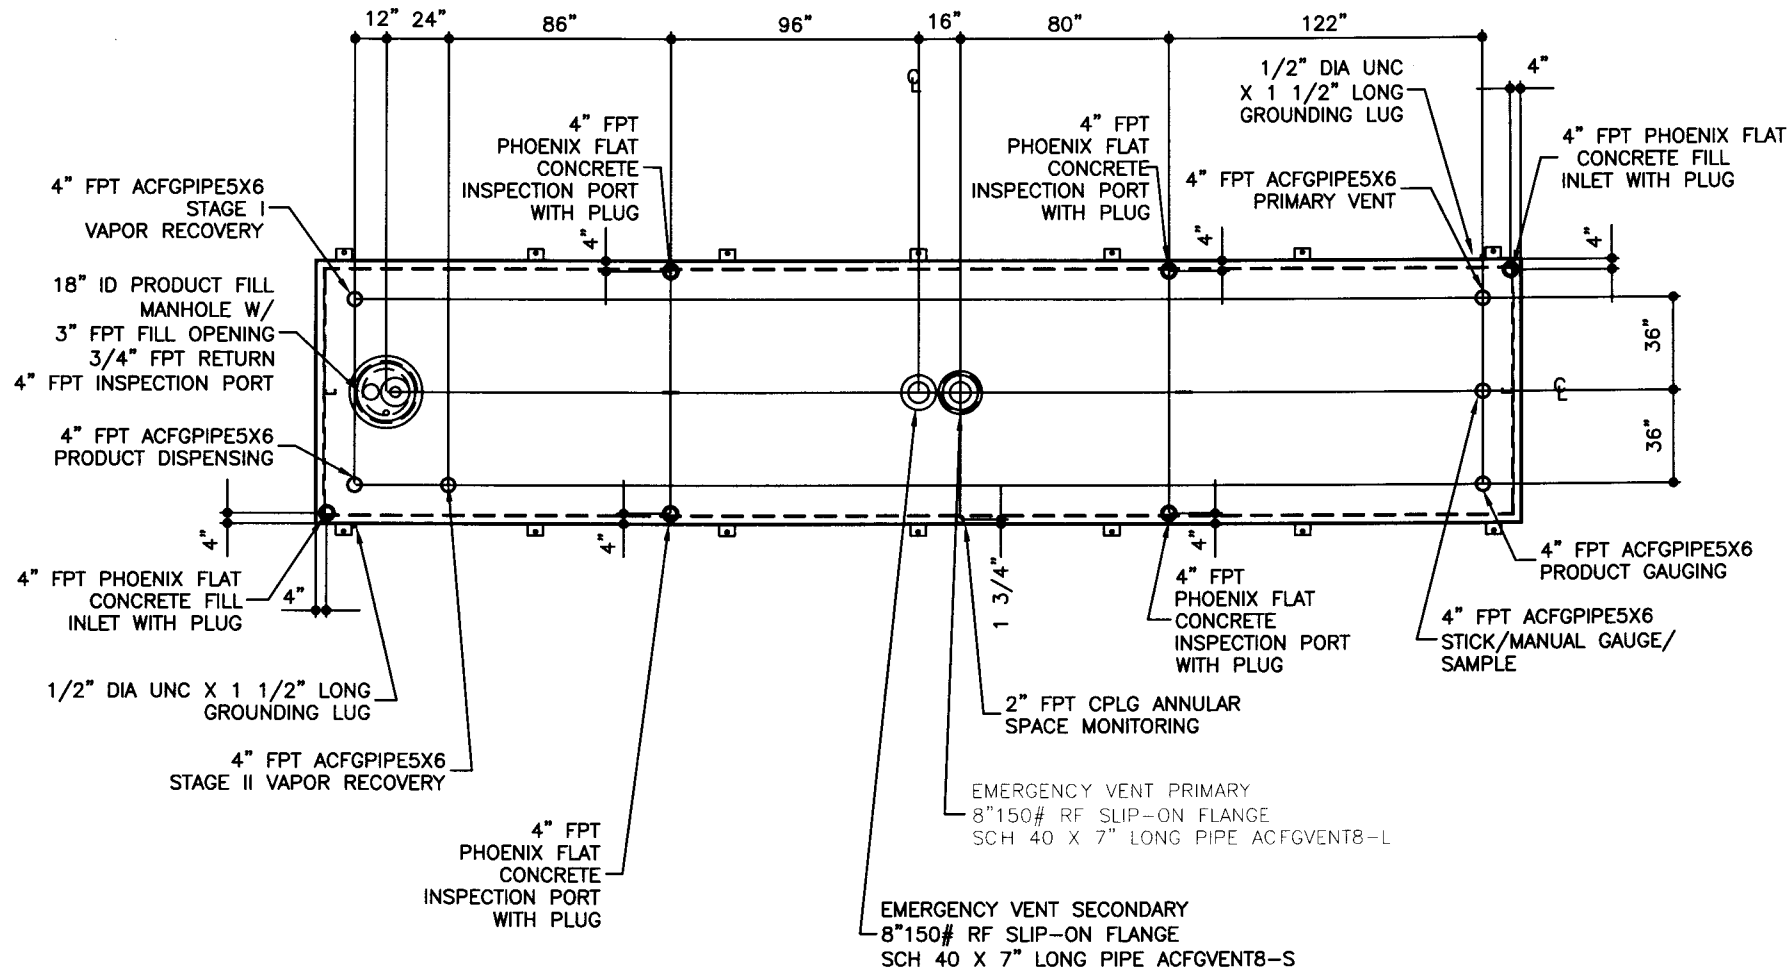 12" 24" 86" 96" 16" 80" 122"
℄
1/2" DIA UNC
X 1 1/2" LONG
GROUNDING LUG
4"
4" FPT PHOENIX FLAT
CONCRETE FILL
INLET WITH PLUG
4" FPT
PHOENIX FLAT
CONCRETE
INSPECTION PORT
WITH PLUG
4" FPT
PHOENIX FLAT
CONCRETE
INSPECTION PORT
WITH PLUG
4" FPT ACFGPIPE5X6
PRIMARY VENT
4" FPT ACFGPIPE5X6
STAGE I
VAPOR RECOVERY
4"
4"
4"
18" ID PRODUCT FILL
MANHOLE W/
3" FPT FILL OPENING
3/4" FPT RETURN
4" FPT INSPECTION PORT
36"
℄
36"
4" FPT ACFGPIPE5X6
PRODUCT DISPENSING
4"
4"
4"
4" FPT PHOENIX FLAT
CONCRETE FILL
INLET WITH PLUG
4"
1 3/4"
4" FPT
PHOENIX FLAT
CONCRETE
INSPECTION PORT
WITH PLUG
4" FPT ACFGPIPE5X6
PRODUCT GAUGING
4" FPT ACFGPIPE5X6
STICK/MANUAL GAUGE/
SAMPLE
1/2" DIA UNC X 1 1/2" LONG
GROUNDING LUG
2" FPT CPLG ANNULAR
SPACE MONITORING
4" FPT ACFGPIPE5X6
STAGE II VAPOR RECOVERY
EMERGENCY VENT PRIMARY
8"150# RF SLIP-ON FLANGE
SCH 40 X 7" LONG PIPE ACFGVENT8-L
4" FPT
PHOENIX FLAT
CONCRETE
INSPECTION PORT
WITH PLUG
EMERGENCY VENT SECONDARY
8"150# RF SLIP-ON FLANGE
SCH 40 X 7" LONG PIPE ACFGVENT8-S